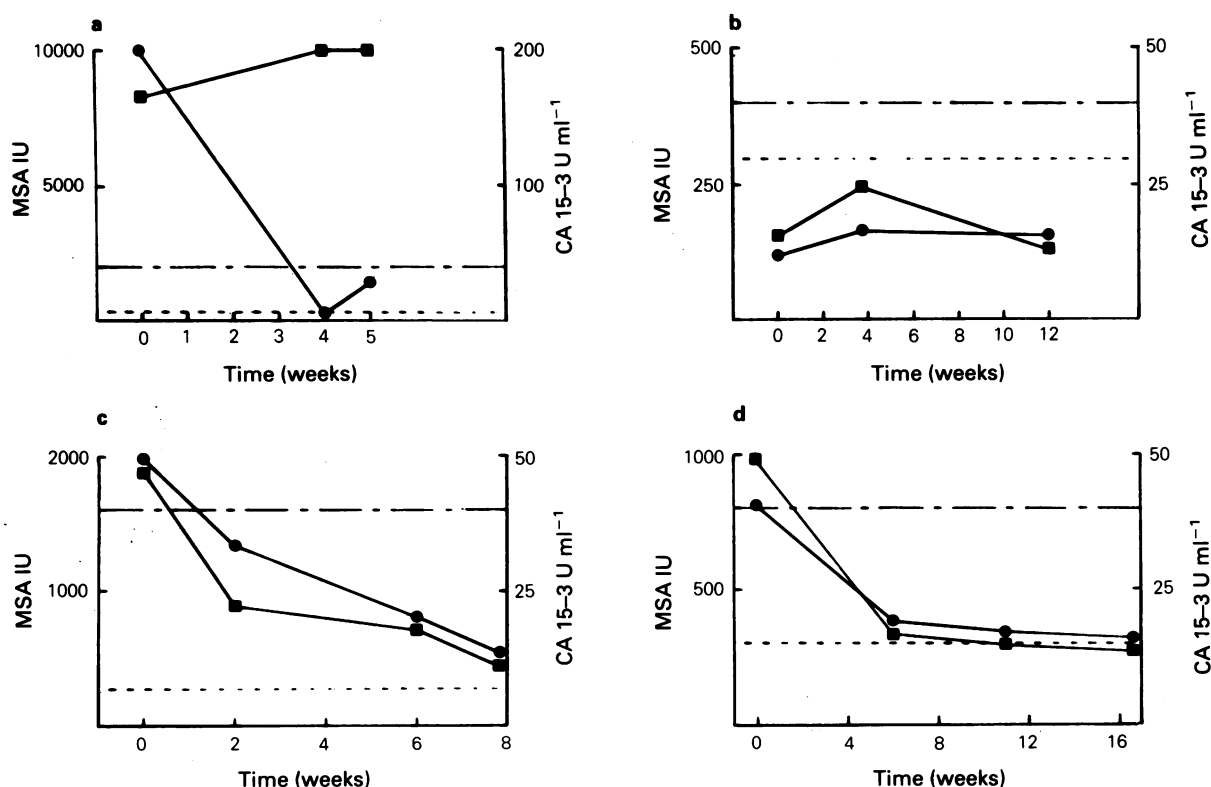 a
10000
5000
MSA IU
200
100
CA 15–3 U ml⁻¹
0 1 2 3 4 5
Time (weeks)
b
500
250
MSA IU
50
25
CA 15–3 U ml⁻¹
0 2 4 6 8 10 12
Time (weeks)
c
2000
1000
MSA IU
50
25
CA 15–3 U ml⁻¹
0 2 4 6 8
Time (weeks)
d
1000
500
MSA IU
50
25
CA 15–3 U ml⁻¹
0 4 8 12 16
Time (weeks)